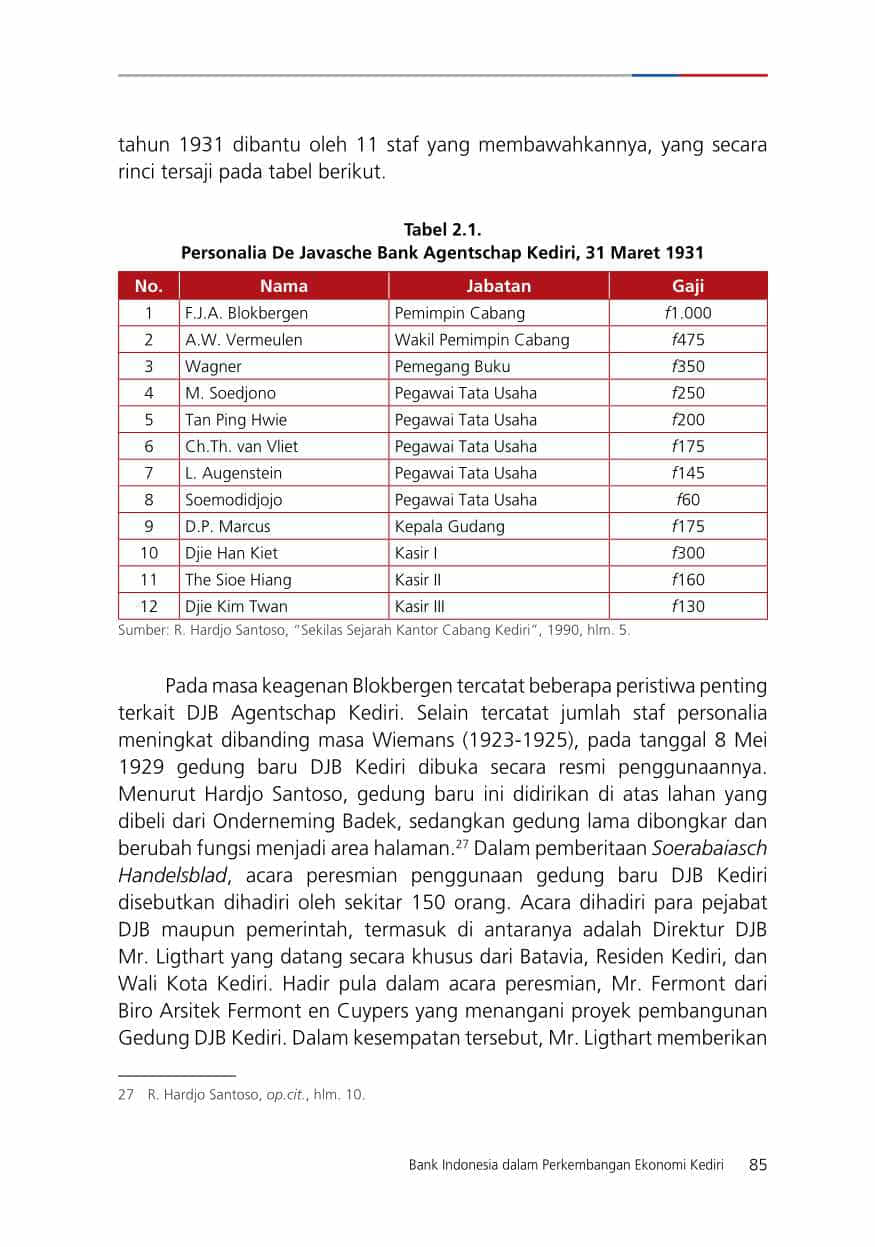 tahun 1931 dibantu oleh 11 staf yang membawahkannya, yang secara
rinci tersaji pada tabel berikut.
Tabel 2.1.
Personalia De Javasche Bank Agentschap Kediri, 31 Maret 1931
No. Nama Jabatan Gaji
1 F.J.A. Blokbergen Pemimpin Cabang f1.000
2 A.W. Vermeulen Wakil Pemimpin Cabang f475
3 Wagner Pemegang Buku f350
4 M. Soedjono Pegawai Tata Usaha f250
5 Tan Ping Hwie Pegawai Tata Usaha f200
6 Ch.Th. van Vliet Pegawai Tata Usaha f175
7 L. Augenstein Pegawai Tata Usaha f145
8 Soemodidjojo Pegawai Tata Usaha f60
9 D.P. Marcus Kepala Gudang f175
10 Djie Han Kiet Kasir I f300
11 The Sioe Hiang Kasir II f160
12 Djie Kim Twan Kasir III f130
Sumber: R. Hardjo Santoso, “Sekilas Sejarah Kantor Cabang Kediri”, 1990, hlm. 5.
Pada masa keagenan Blokbergen tercatat beberapa peristiwa penting
terkait DJB Agentschap Kediri. Selain tercatat jumlah staf personalia
meningkat dibanding masa Wiemans (1923-1925), pada tanggal 8 Mei
1929 gedung baru DJB Kediri dibuka secara resmi penggunaannya.
Menurut Hardjo Santoso, gedung baru ini didirikan di atas lahan yang
dibeli dari Onderneming Badek, sedangkan gedung lama dibongkar dan
berubah fungsi menjadi area halaman.27 Dalam pemberitaan Soerabaiasch
Handelsblad, acara peresmian penggunaan gedung baru DJB Kediri
disebutkan dihadiri oleh sekitar 150 orang. Acara dihadiri para pejabat
DJB maupun pemerintah, termasuk di antaranya adalah Direktur DJB
Mr. Ligthart yang datang secara khusus dari Batavia, Residen Kediri, dan
Wali Kota Kediri. Hadir pula dalam acara peresmian, Mr. Fermont dari
Biro Arsitek Fermont en Cuypers yang menangani proyek pembangunan
Gedung DJB Kediri. Dalam kesempatan tersebut, Mr. Ligthart memberikan
27 R. Hardjo Santoso, op.cit., hlm. 10.
Bank Indonesia dalam Perkembangan Ekonomi Kediri 85